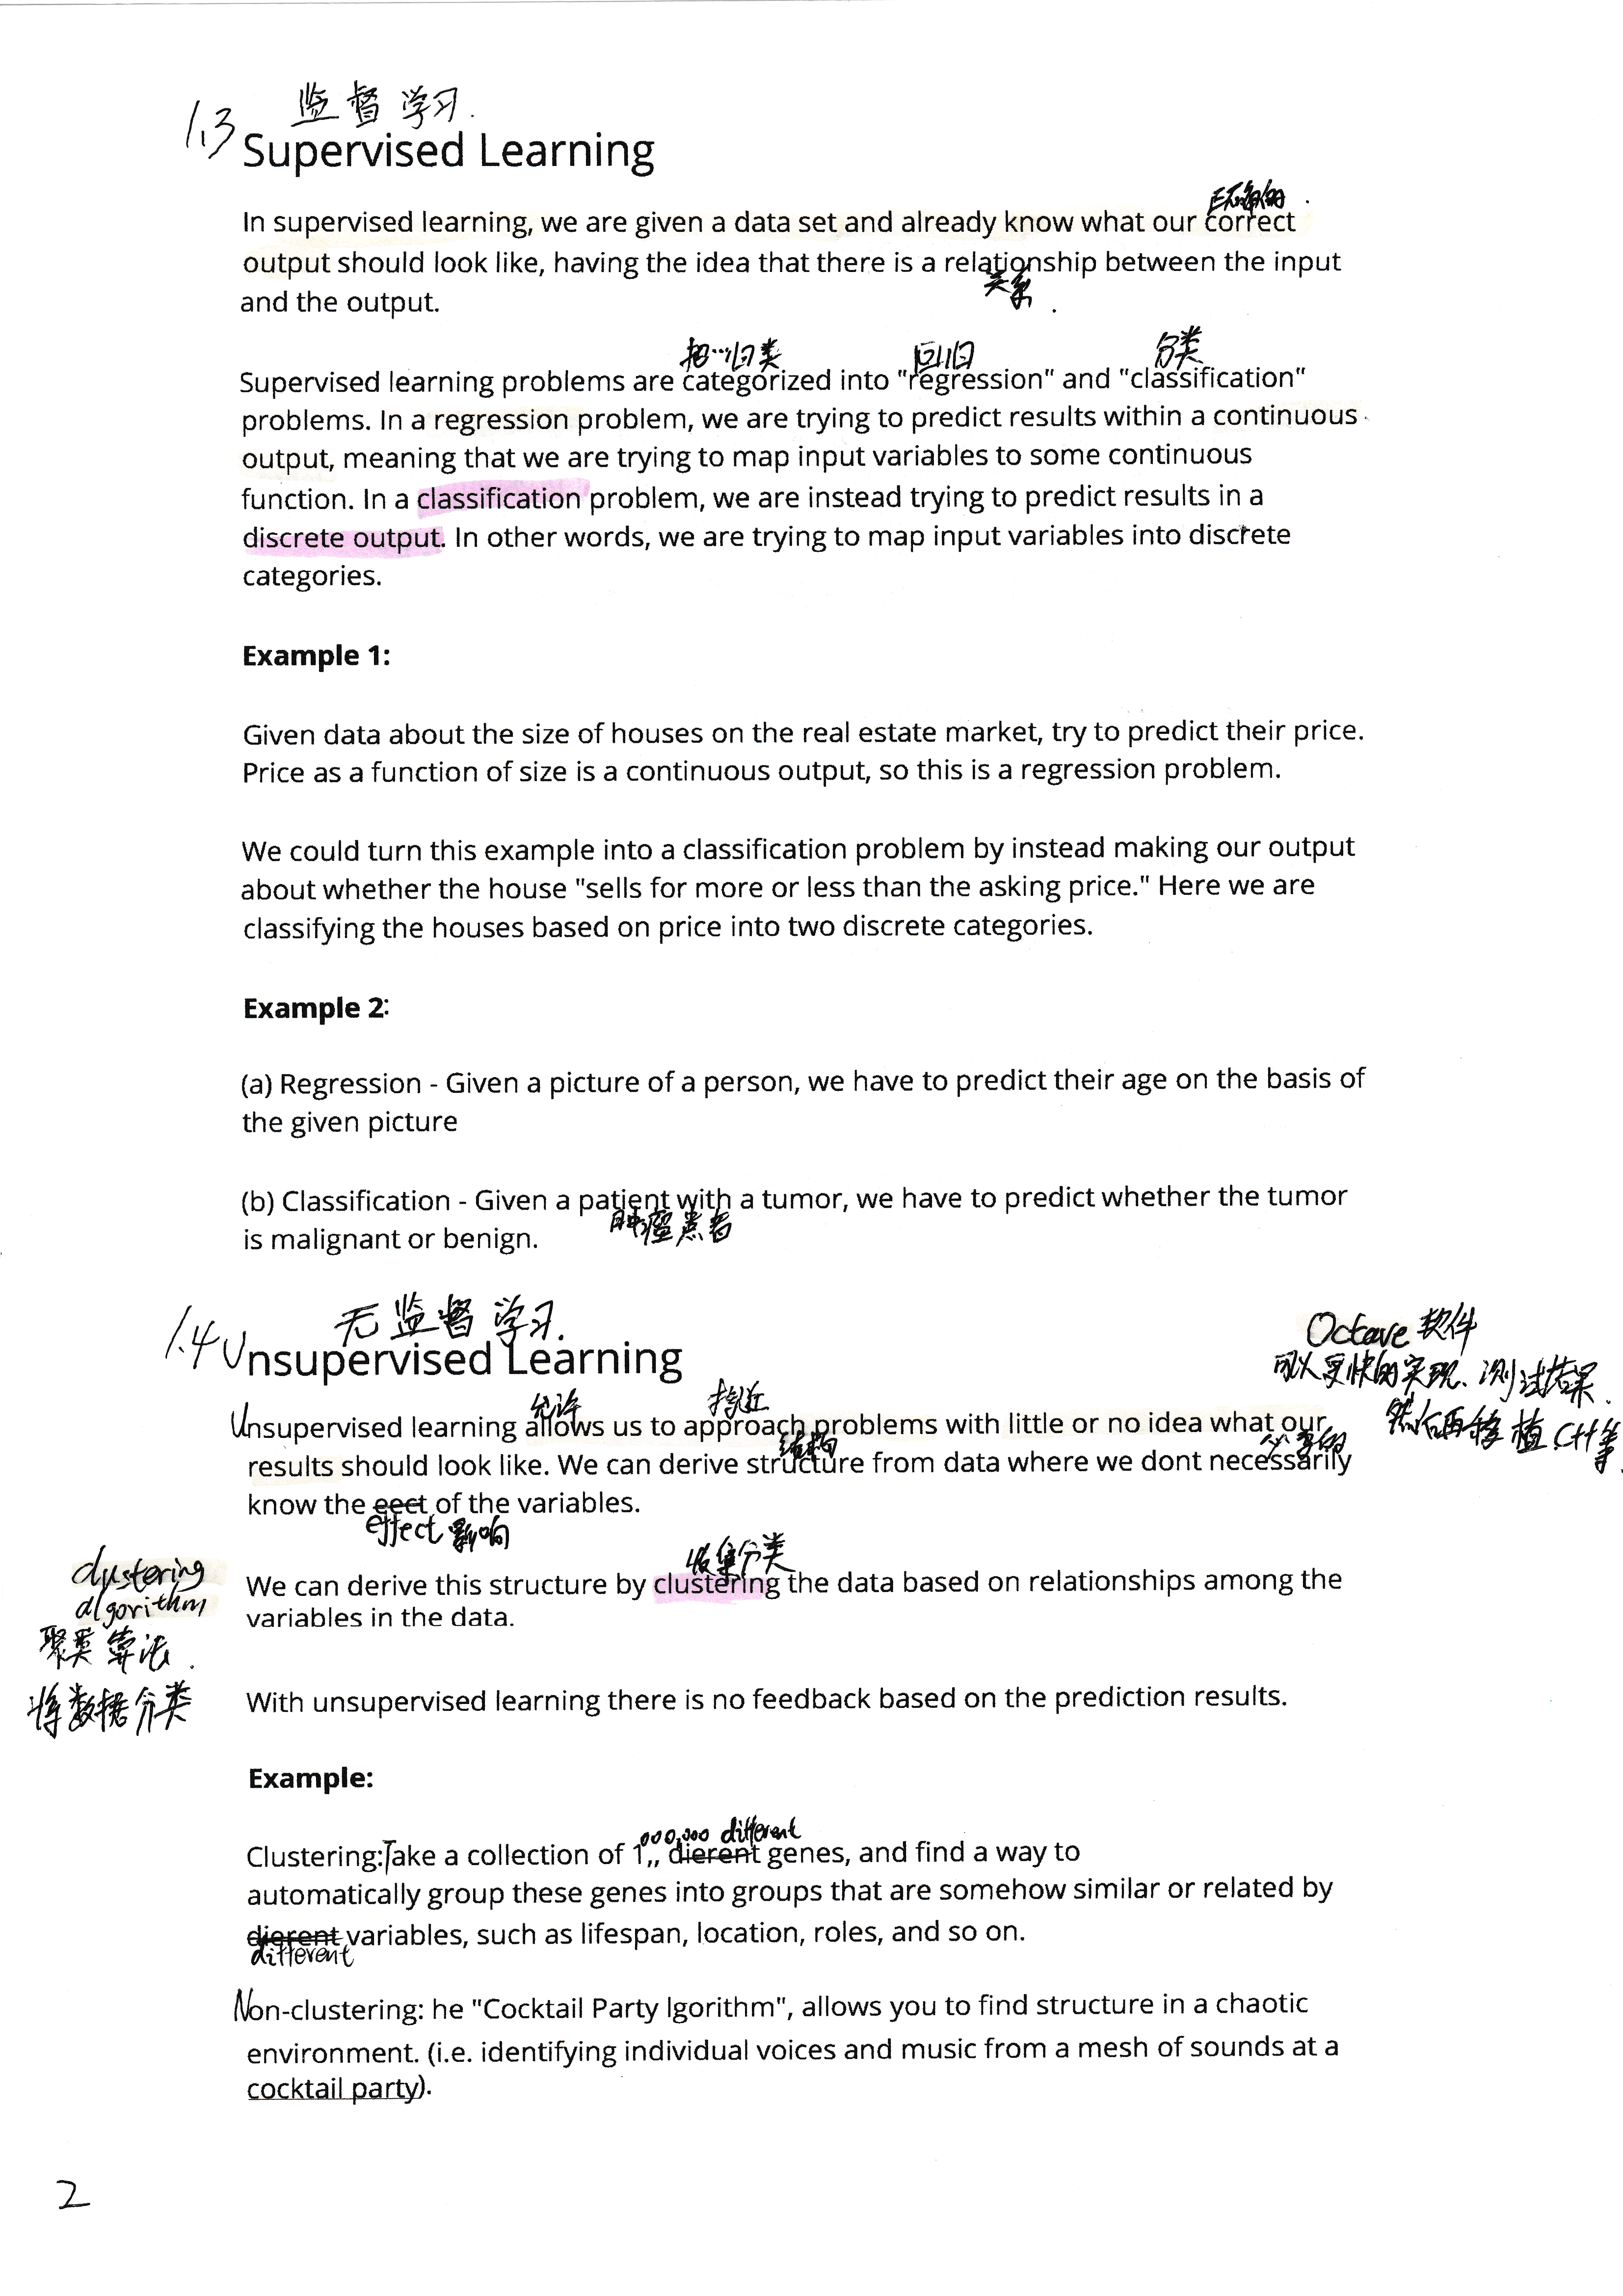 监督学习.
1.3 Supervised Learning
正确的.
In supervised learning, we are given a data set and already know what our correct
output should look like, having the idea that there is a relationship between the input
关系.
and the output.
把…归类 回归 分类
Supervised learning problems are categorized into "regression" and "classification"
problems. In a regression problem, we are trying to predict results within a continuous
output, meaning that we are trying to map input variables to some continuous
function. In a classification problem, we are instead trying to predict results in a
discrete output. In other words, we are trying to map input variables into discrete
categories.
Example 1:
Given data about the size of houses on the real estate market, try to predict their price.
Price as a function of size is a continuous output, so this is a regression problem.
We could turn this example into a classification problem by instead making our output
about whether the house "sells for more or less than the asking price." Here we are
classifying the houses based on price into two discrete categories.
Example 2:
(a) Regression - Given a picture of a person, we have to predict their age on the basis of
the given picture
(b) Classification - Given a patient with a tumor, we have to predict whether the tumor
肿瘤患者
is malignant or benign.
无监督学习.
1.4 Unsupervised Learning
Octave 软件
可以更快的实现、测试结果.
然后再移植C++等
允许 接近
Unsupervised learning allows us to approach problems with little or no idea what our
结构 必要的
results should look like. We can derive structure from data where we dont necessarily
know the eect of the variables.
effect 影响
收集分类
clustering
algorithm
聚类算法.
将数据分类
We can derive this structure by clustering the data based on relationships among the
variables in the data.
With unsupervised learning there is no feedback based on the prediction results.
Example:
000,000 different
Clustering:Take a collection of 1,, dierent genes, and find a way to
automatically group these genes into groups that are somehow similar or related by
dierent variables, such as lifespan, location, roles, and so on.
different
Non-clustering: he "Cocktail Party lgorithm", allows you to find structure in a chaotic
environment. (i.e. identifying individual voices and music from a mesh of sounds at a
cocktail party).
2